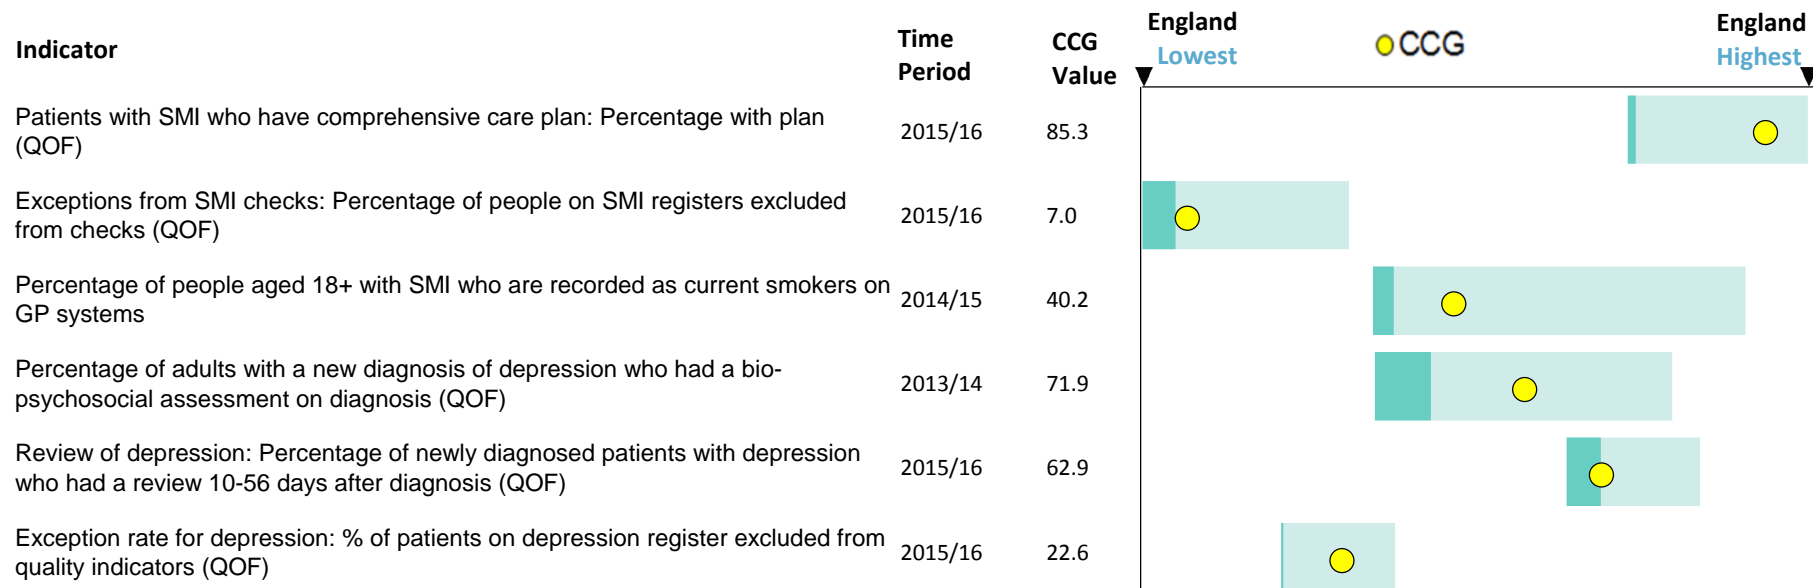 Indicator
Time
Period
CCG
Value
England
Lowest
CCG
England
Highest
Patients with SMI who have comprehensive care plan: Percentage with plan
(QOF)
2015/16
85.3
Exceptions from SMI checks: Percentage of people on SMI registers excluded
from checks (QOF)
2015/16
7.0
Percentage of people aged 18+ with SMI who are recorded as current smokers on
GP systems
2014/15
40.2
Percentage of adults with a new diagnosis of depression who had a bio-
psychosocial assessment on diagnosis (QOF)
2013/14
71.9
Review of depression: Percentage of newly diagnosed patients with depression
who had a review 10-56 days after diagnosis (QOF)
2015/16
62.9
Exception rate for depression: % of patients on depression register excluded from
quality indicators (QOF)
2015/16
22.6